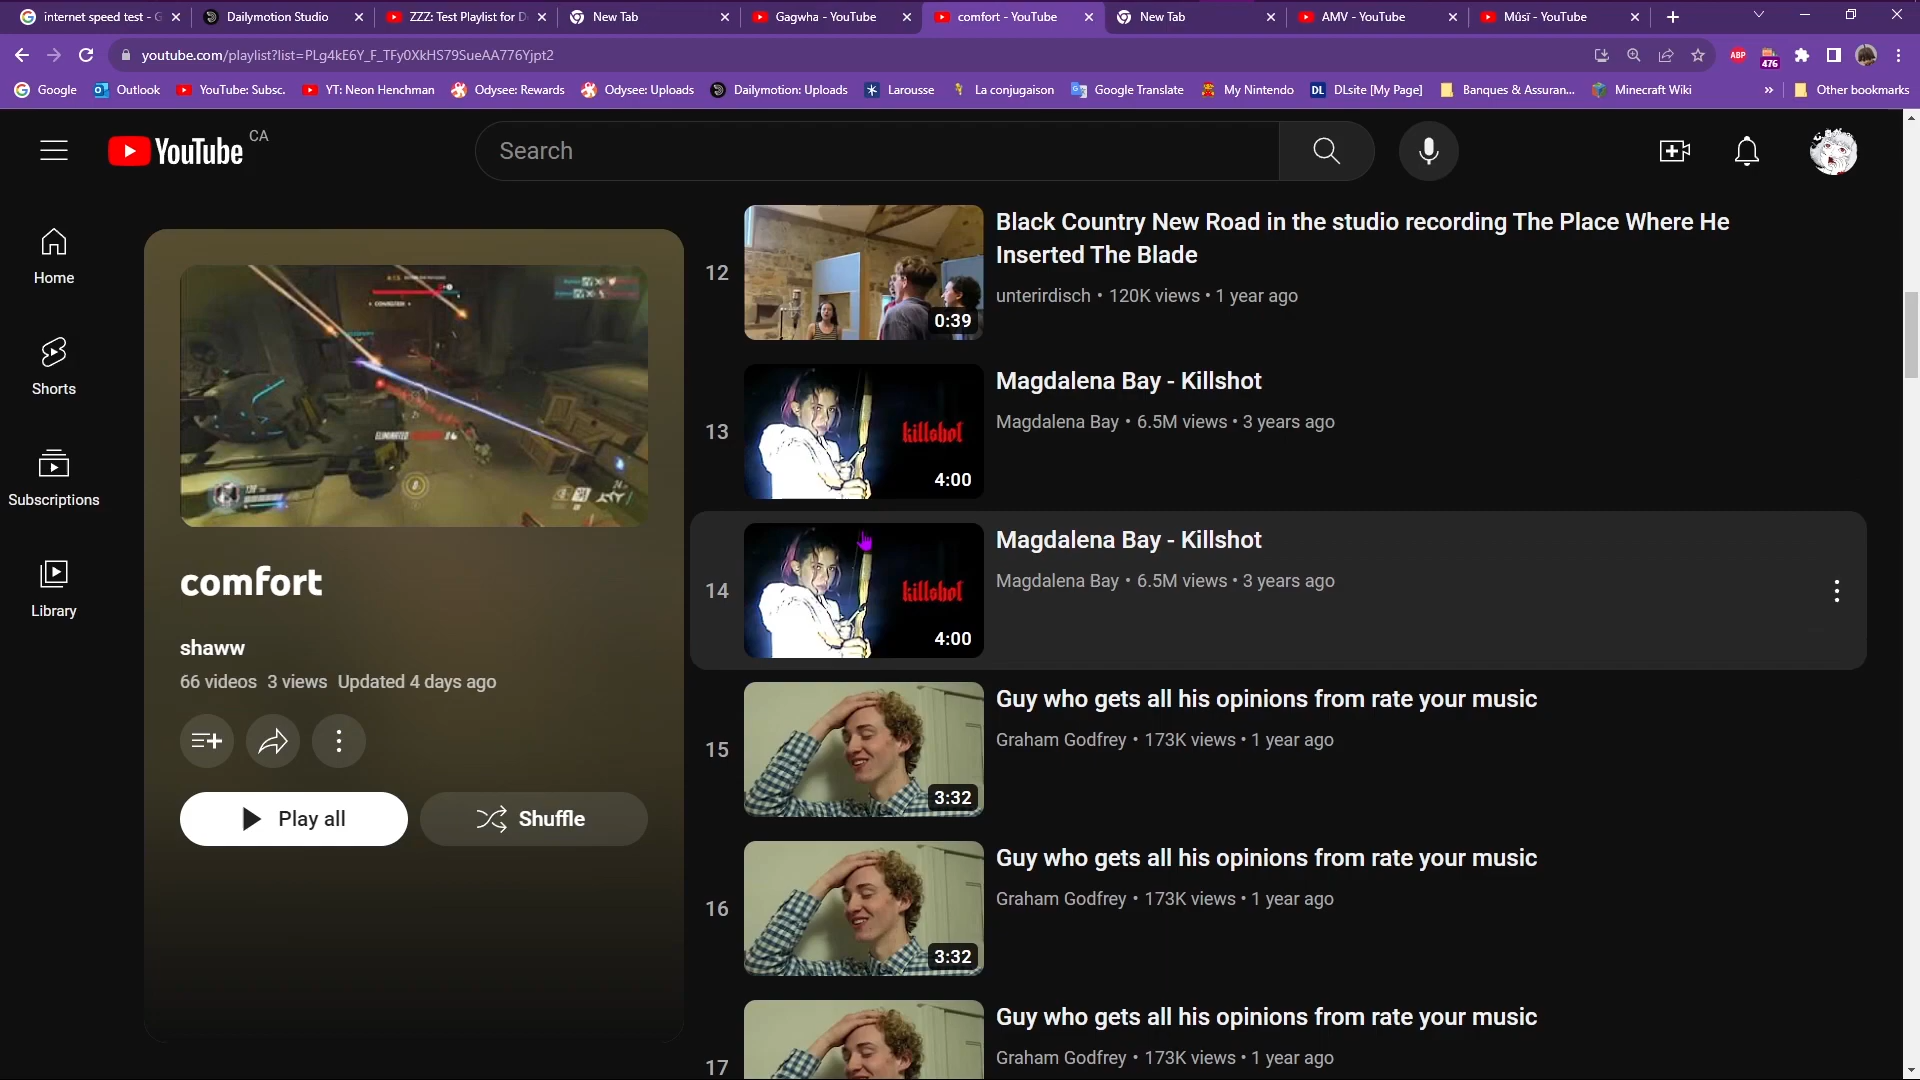 internet speed test - G
Dailymotion Studio
ZZZ: Test Playlist for D
New Tab
Gagwha - YouTube
comfort - YouTube
New Tab
AMV - YouTube
Mûsï - YouTube
youtube.com/playlist?list=PLg4kE6Y_F_TFy0XkHS79SueAA776Yjpt2
ABP
476
Google
Outlook
YouTube: Subsc.
YT: Neon Henchman
Odysee: Rewards
Odysee: Uploads
Dailymotion: Uploads
Larousse
La conjugaison
Google Translate
My Nintendo
DL DLsite [My Page]
Banques & Assuran...
Minecraft Wiki
»
Other bookmarks
YouTube CA
Search
Home
Shorts
Subscriptions
Library
ELIMINATED
comfort
shaww
66 videos 3 views Updated 4 days ago
Play all
Shuffle
12
0:39
Black Country New Road in the studio recording The Place Where He
Inserted The Blade
unterirdisch • 120K views • 1 year ago
13
killshot
4:00
Magdalena Bay - Killshot
Magdalena Bay • 6.5M views • 3 years ago
14
killshot
4:00
Magdalena Bay - Killshot
Magdalena Bay • 6.5M views • 3 years ago
15
3:32
Guy who gets all his opinions from rate your music
Graham Godfrey • 173K views • 1 year ago
16
3:32
Guy who gets all his opinions from rate your music
Graham Godfrey • 173K views • 1 year ago
17
Guy who gets all his opinions from rate your music
Graham Godfrey • 173K views • 1 year ago